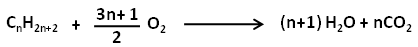 CₙH₂ₙ₊₂ + 3n+1/2 O₂ ⟶ (n+1) H₂O + nCO₂